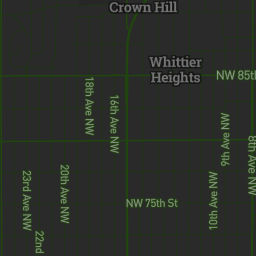 Crown Hill
Whittier
Heights
NW 85th
18th Ave NW
16th Ave NW
9th Ave NW
8th Ave NW
23rd Ave NW
20th Ave NW
10th Ave NW
NW 75th St
22nd